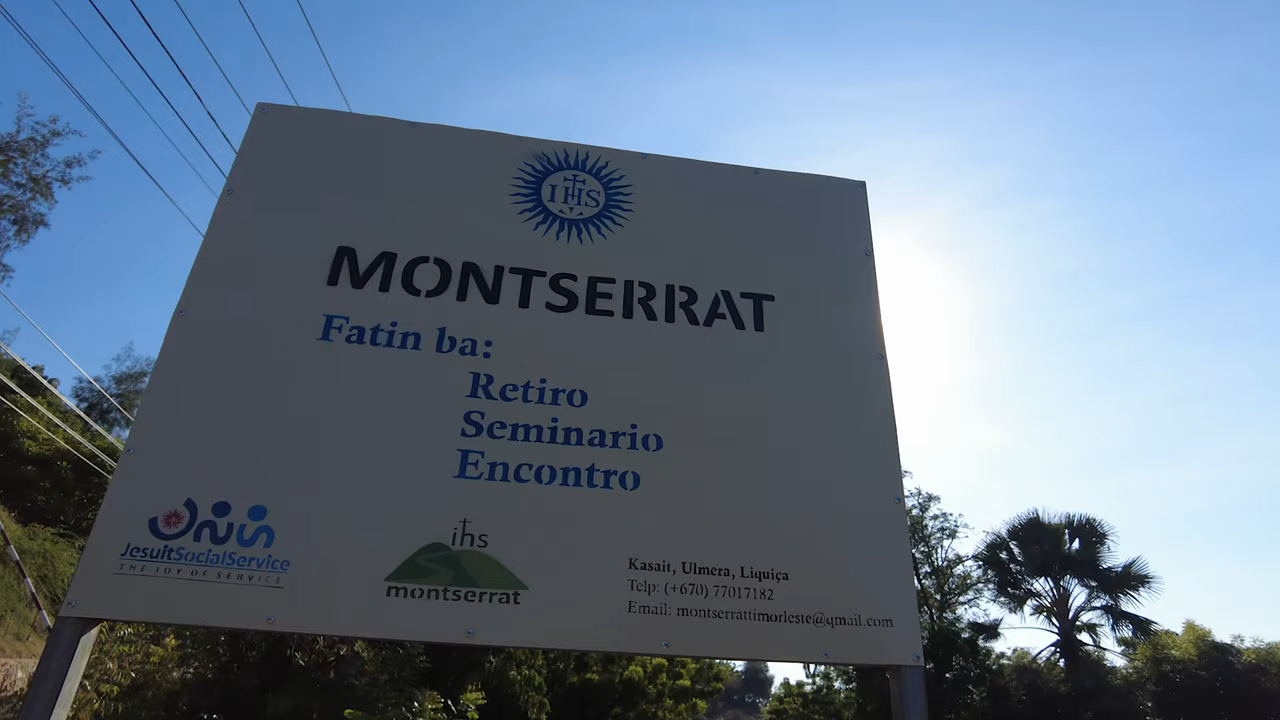 IHS
MONTSERRAT
Fatin ba:
Retiro
Seminario
Encontro
JesuitSocialService
THE JOY OF SERVICE
ihs
montserrat
Kasait, Ulmera, Liquiça
Telp: (+670) 77017182
Email: montserrattimorleste@qmail.com